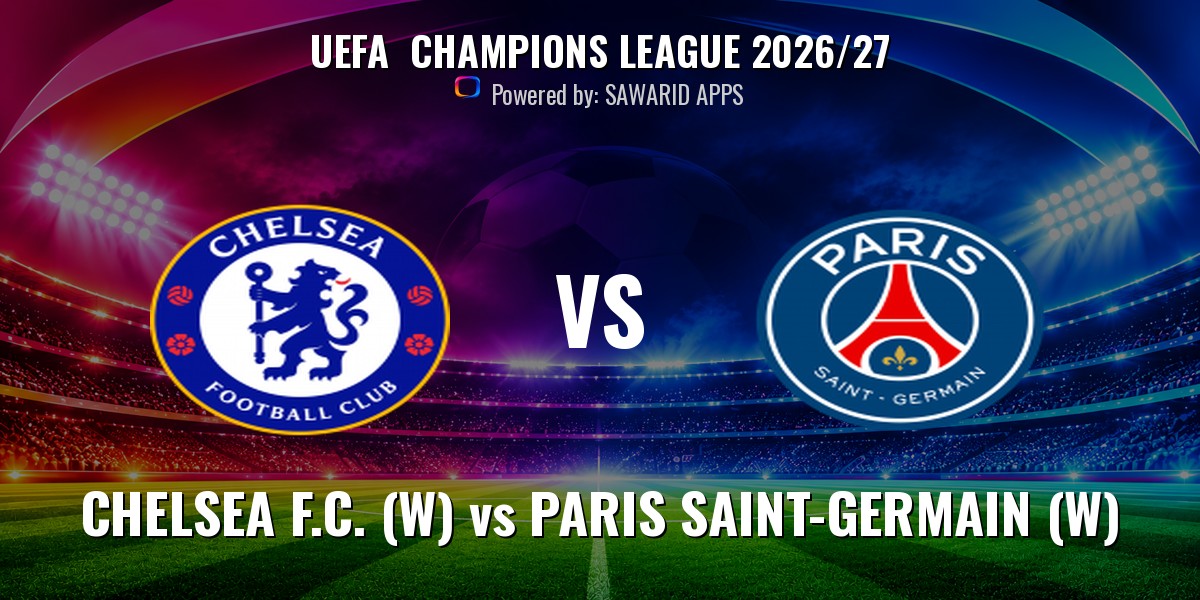 UEFA CHAMPIONS LEAGUE 2026/27
Powered by: SAWARID APPS
CHELSEA
FOOTBALL CLUB
VS
PARIS
SAINT-GERMAIN
CHELSEA F.C. (W) vs PARIS SAINT-GERMAIN (W)